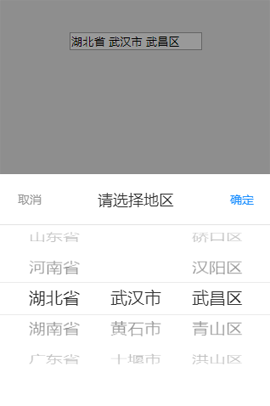 湖北省 武汉市 武昌区
取消 请选择地区 确定
山东省 硚口区
河南省 汉阳区
湖北省 武汉市 武昌区
湖南省 黄石市 青山区
广东省 十堰市 洪山区